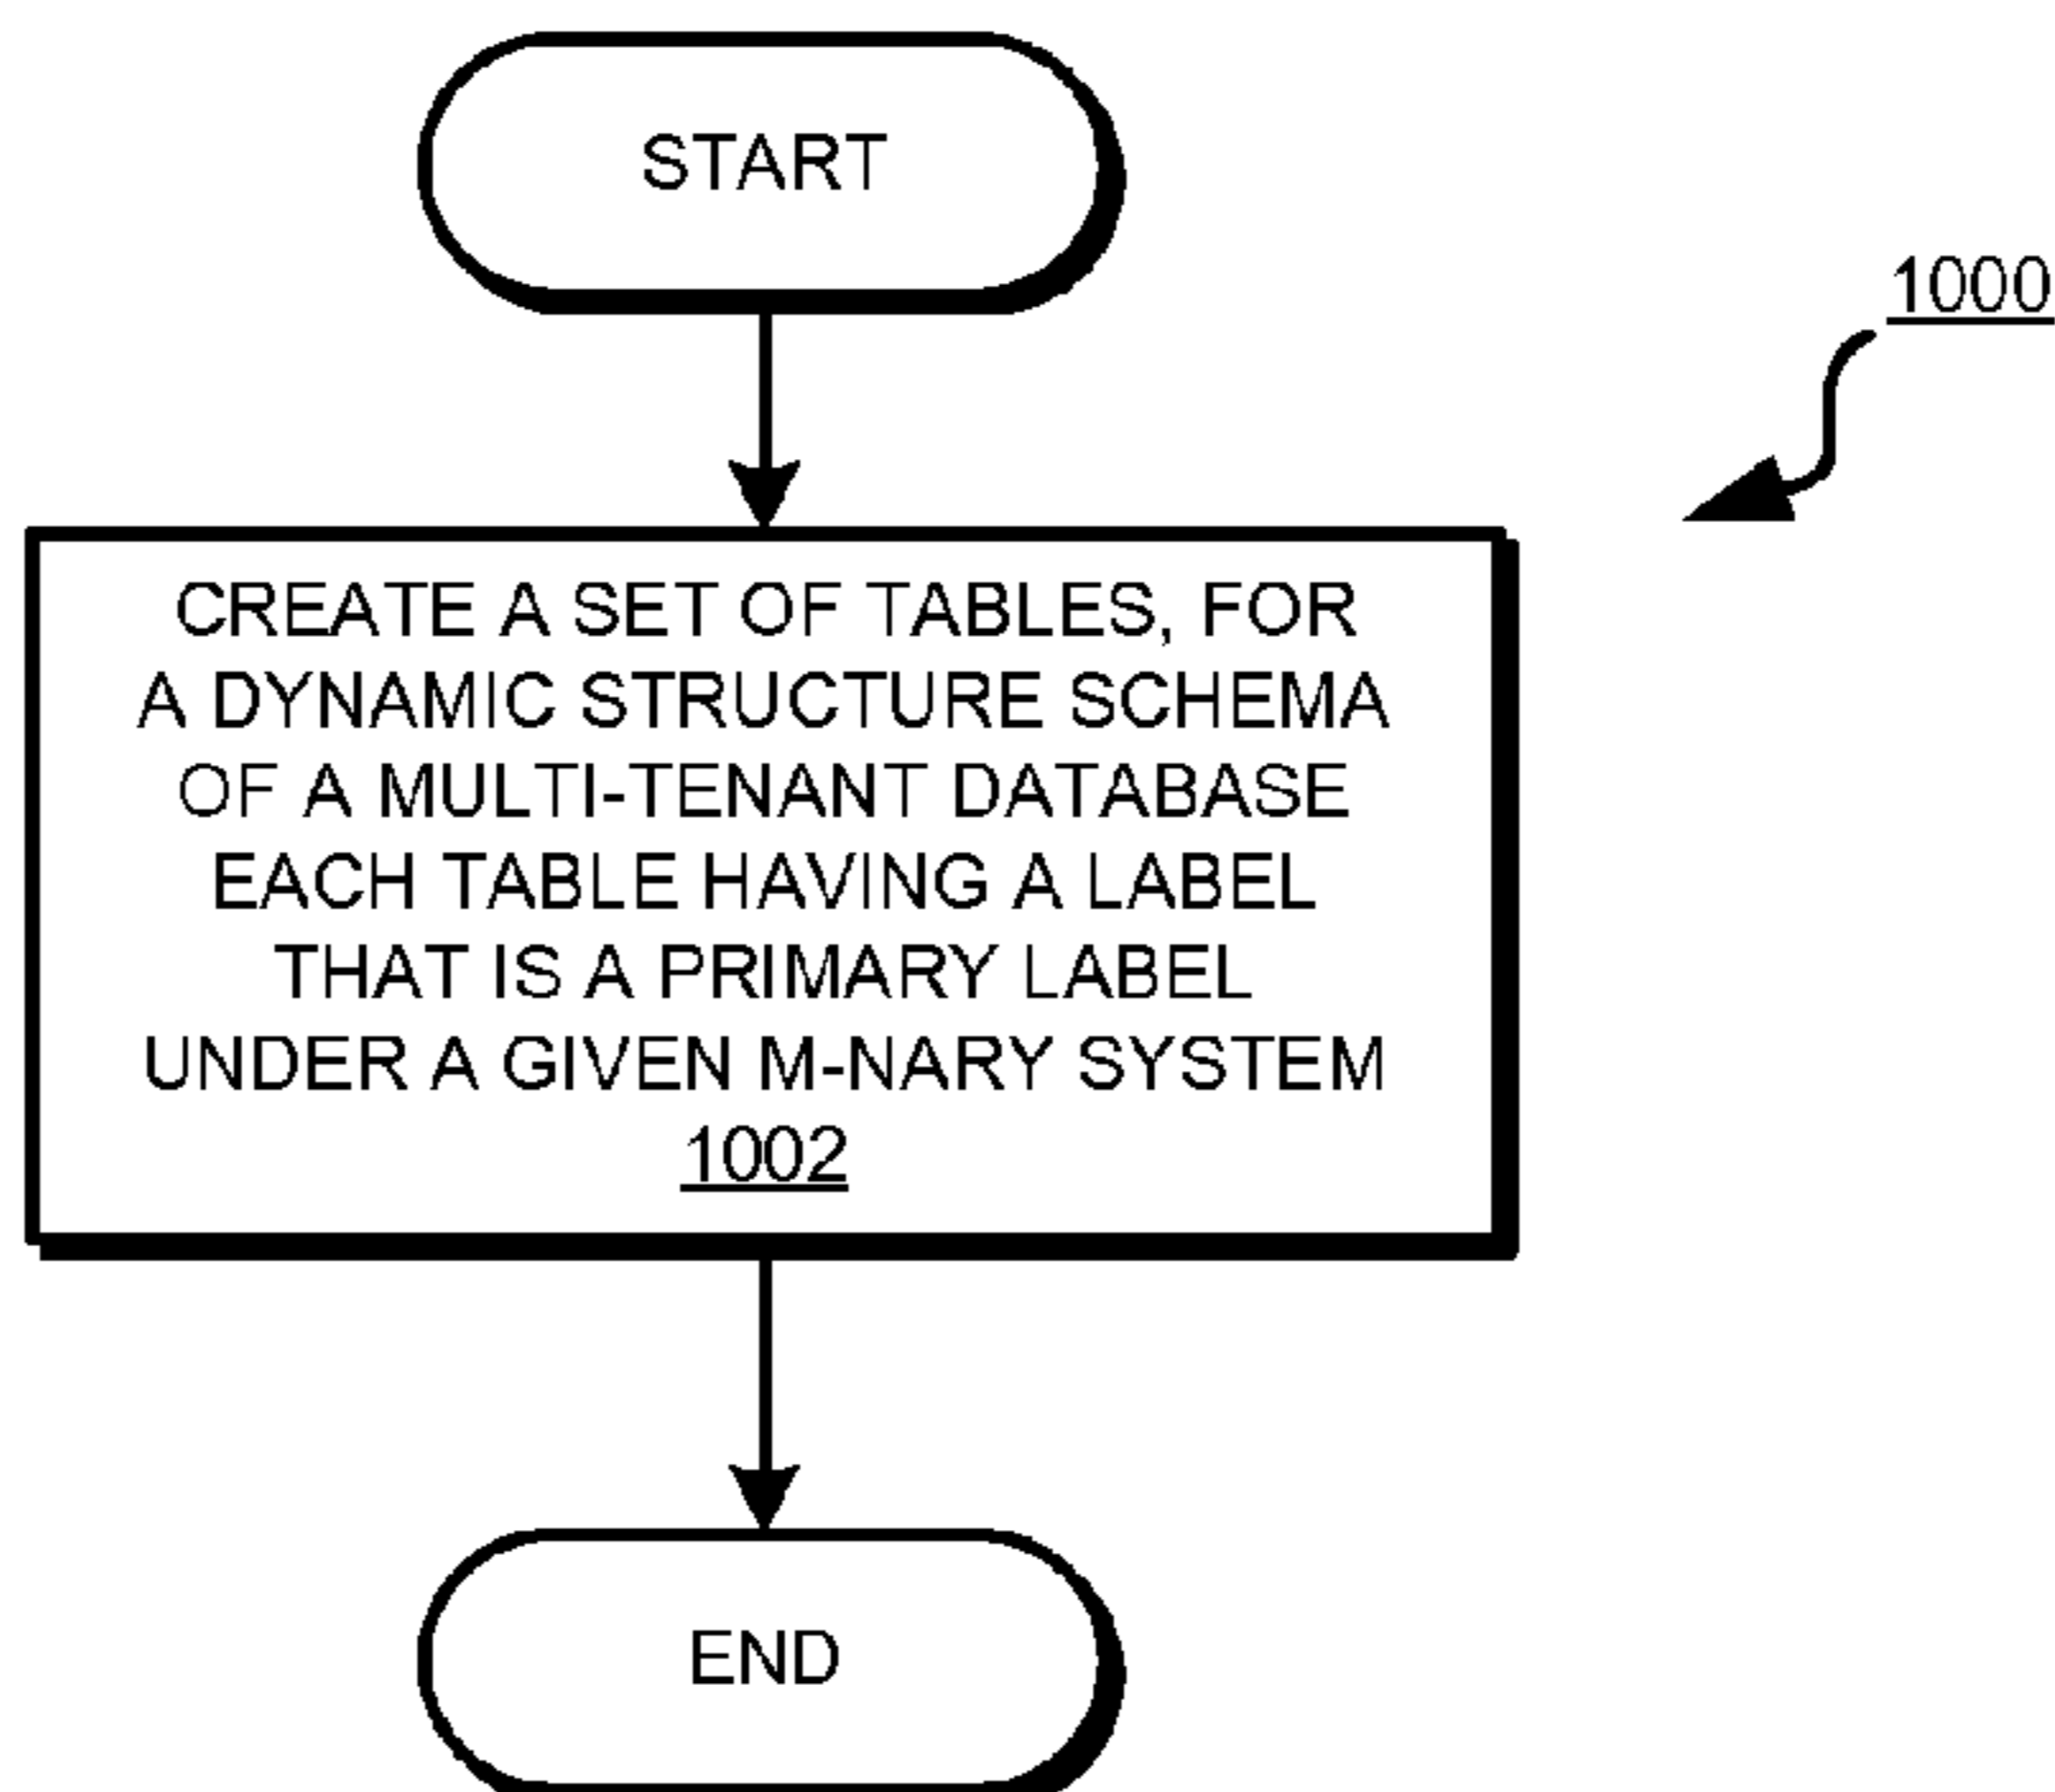 START
1000
CREATE A SET OF TABLES, FOR
A DYNAMIC STRUCTURE SCHEMA
OF A MULTI-TENANT DATABASE
EACH TABLE HAVING A LABEL
THAT IS A PRIMARY LABEL
UNDER A GIVEN M-NARY SYSTEM
1002
END